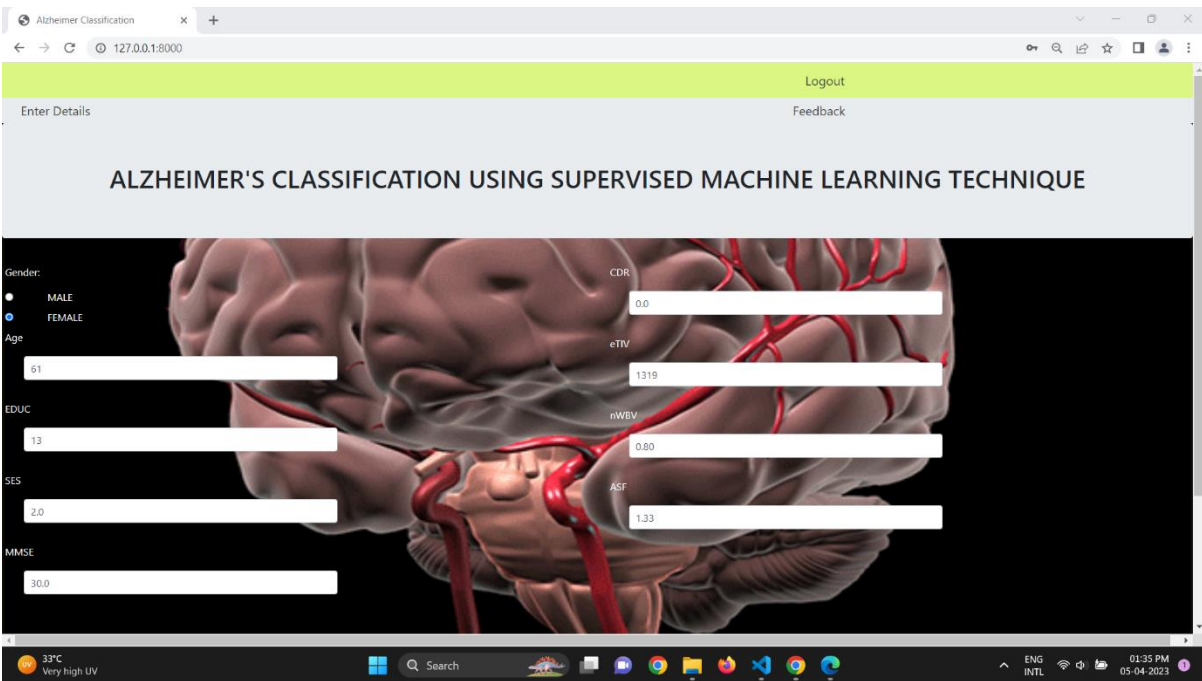 Alzheimer Classification
127.0.0.1:8000
Logout
Enter Details
Feedback
ALZHEIMER'S CLASSIFICATION USING SUPERVISED MACHINE LEARNING TECHNIQUE
Gender:
MALE
FEMALE
Age
61
EDUC
13
SES
2.0
MMSE
30.0
CDR
0.0
eTIV
1319
nWBV
0.80
ASF
1.33
UV
33°C
Very high UV
Search
ENG
INTL
01:35 PM
05-04-2023
1